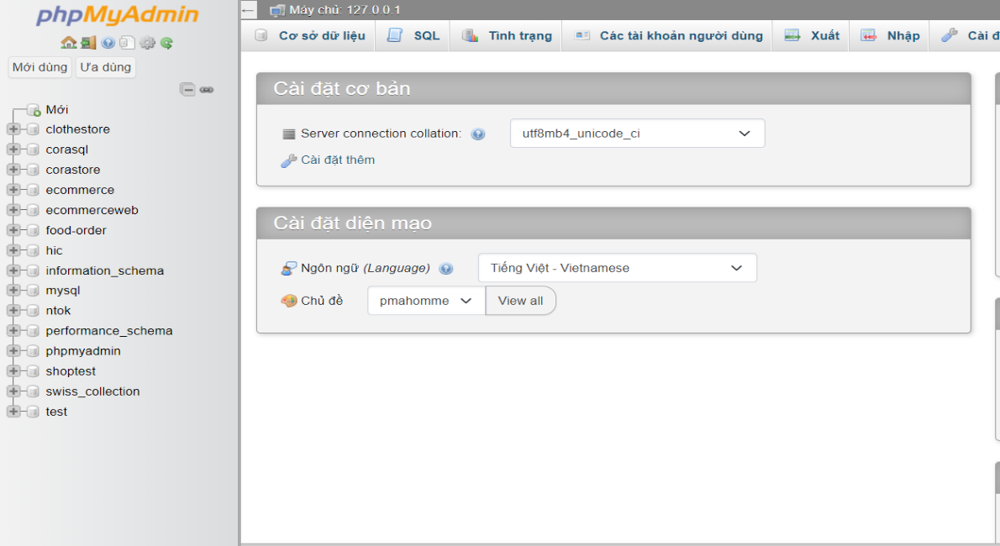 phpMyAdmin
Mới dùng Ưa dùng
Mới
clothestore
corasql
corastore
ecommerce
ecommerceweb
food-order
hic
information_schema
mysql
ntok
performance_schema
phpmyadmin
shoptest
swiss_collection
test
Máy chủ: 127.0.0.1
Cơ sở dữ liệu SQL Tình trạng Các tài khoản người dùng Xuất Nhập Cài đ
Cài đặt cơ bản
Server connection collation: utf8mb4_unicode_ci
Cài đặt thêm
Cài đặt diện mạo
Ngôn ngữ (Language) Tiếng Việt - Vietnamese
Chủ đề pmahomme View all